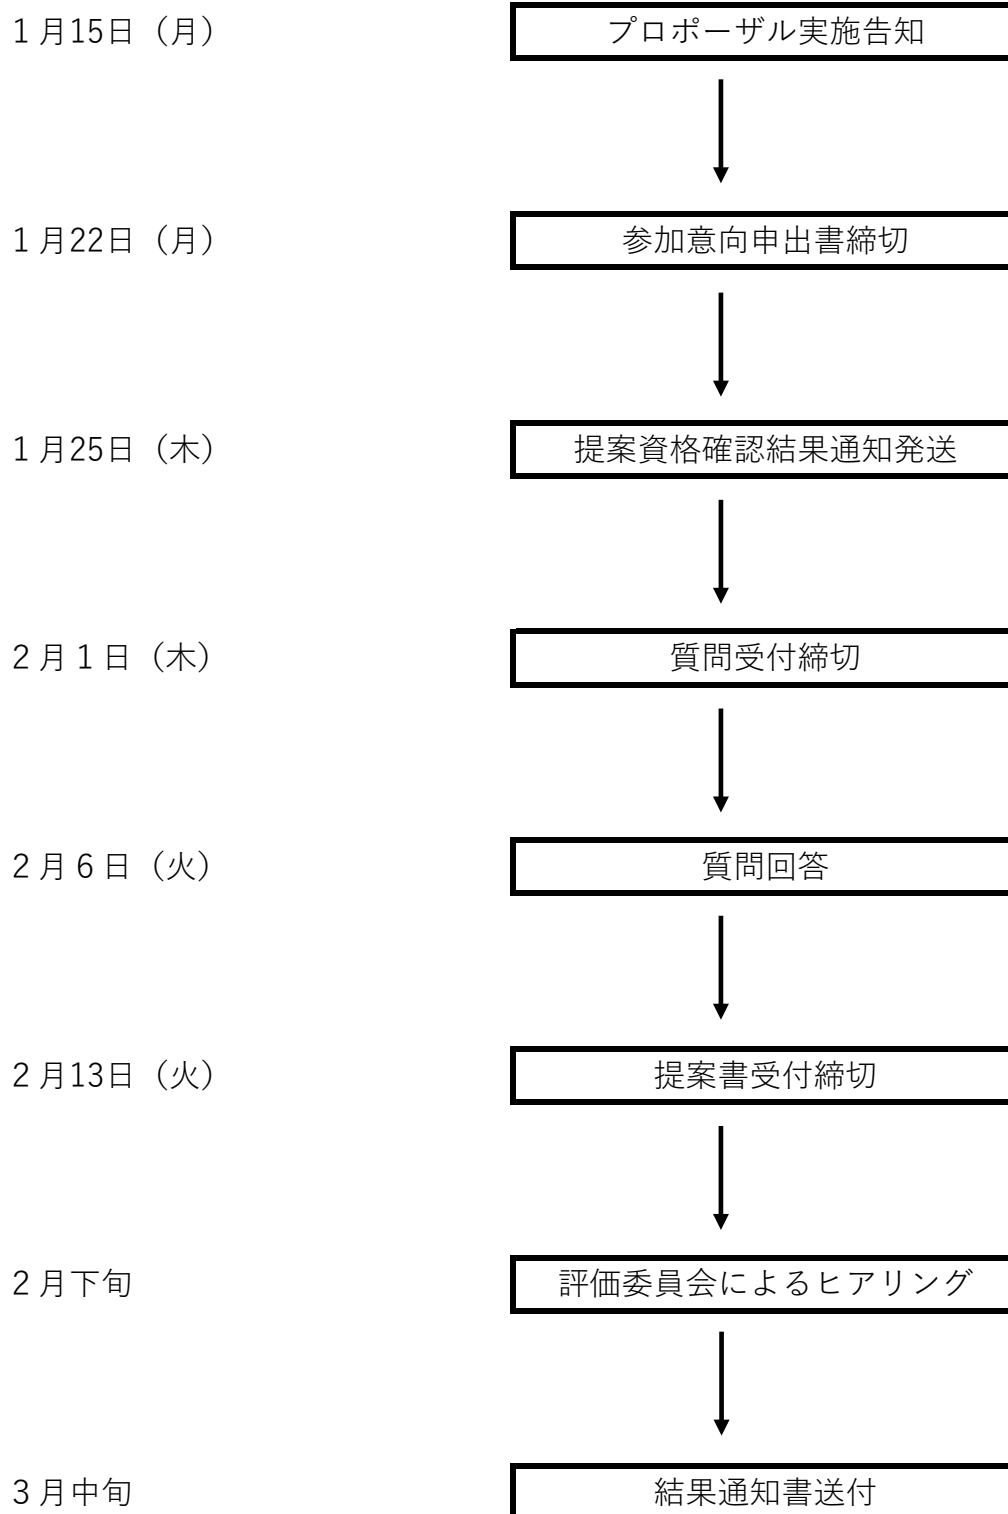 １月15日（月）
プロポーザル実施告知
１月22日（月）
参加意向申出書締切
１月25日（木）
提案資格確認結果通知発送
２月１日（木）
質問受付締切
２月６日（火）
質問回答
２月13日（火）
提案書受付締切
２月下旬
評価委員会によるヒアリング
３月中旬
結果通知書送付